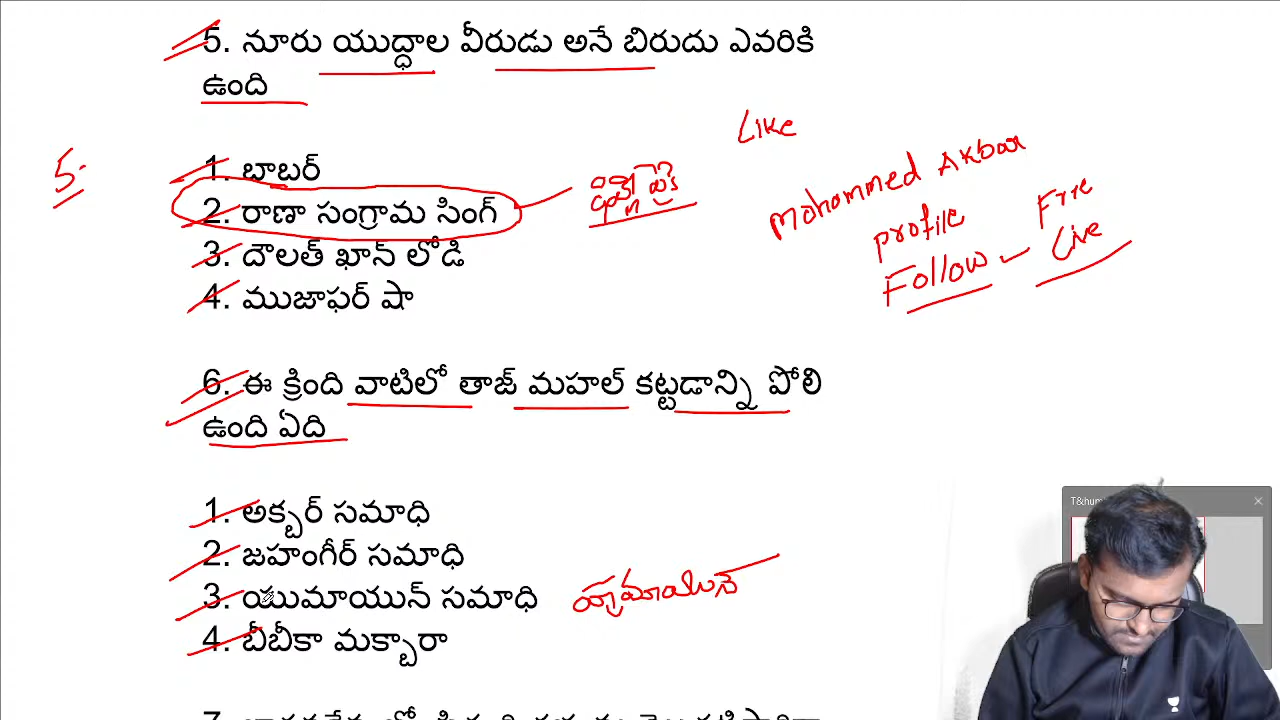 5. నూరు యుద్ధాల వీరుడు అనే బిరుదు ఎవరికి
ఉంది
Like
5.
1. బాబర్
2. రాణా సంగ్రామ సింగ్
3. దౌలత్ ఖాన్ లోడి
4. ముజాఫర్ షా
Mohammed Akbar
profile
Follow
Free
Live
6. ఈ క్రింది వాటిలో తాజ్ మహల్ కట్టడాన్ని పోలి
ఉంది ఏది
1. అక్బర్ సమాధి
2. జహంగీర్ సమాధి
3. యుమాయున్ సమాధి
4. బీబీకా మక్బారా
T&hum